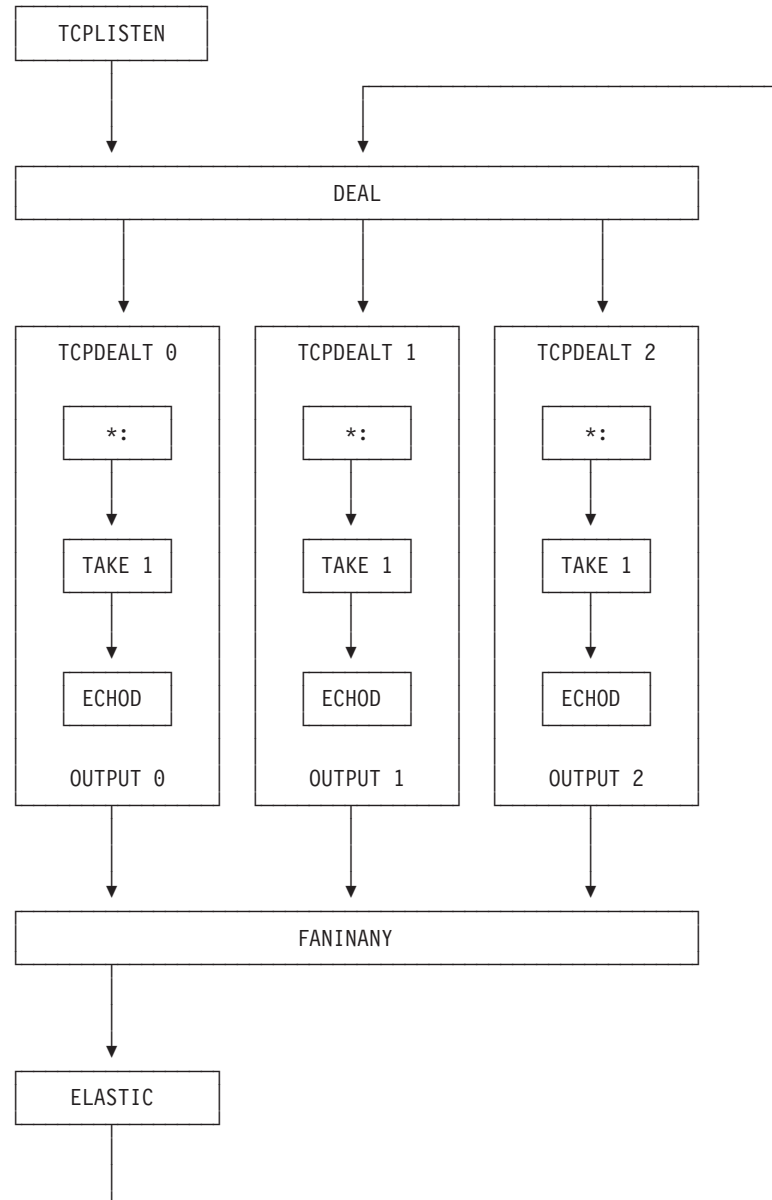 TCPLISTEN
DEAL
TCPDEALT 0 TCPDEALT 1 TCPDEALT 2
*: *: *:
TAKE 1 TAKE 1 TAKE 1
ECHOD ECHOD ECHOD
OUTPUT 0 OUTPUT 1 OUTPUT 2
FANINANY
ELASTIC